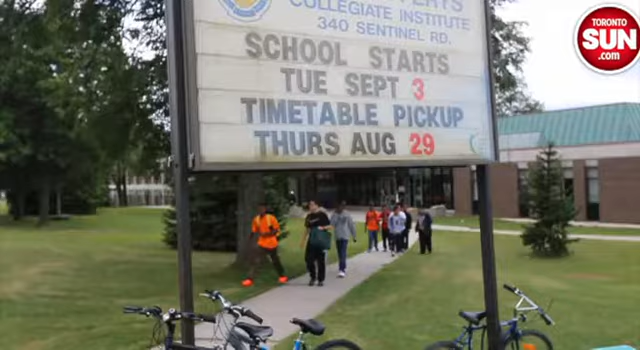 COLLEGIATE INSTITUTE
340 SENTINEL RD.
SCHOOL STARTS
TUE SEPT 3
TIMETABLE PICKUP
THURS AUG 29
TORONTO
SUN
.com